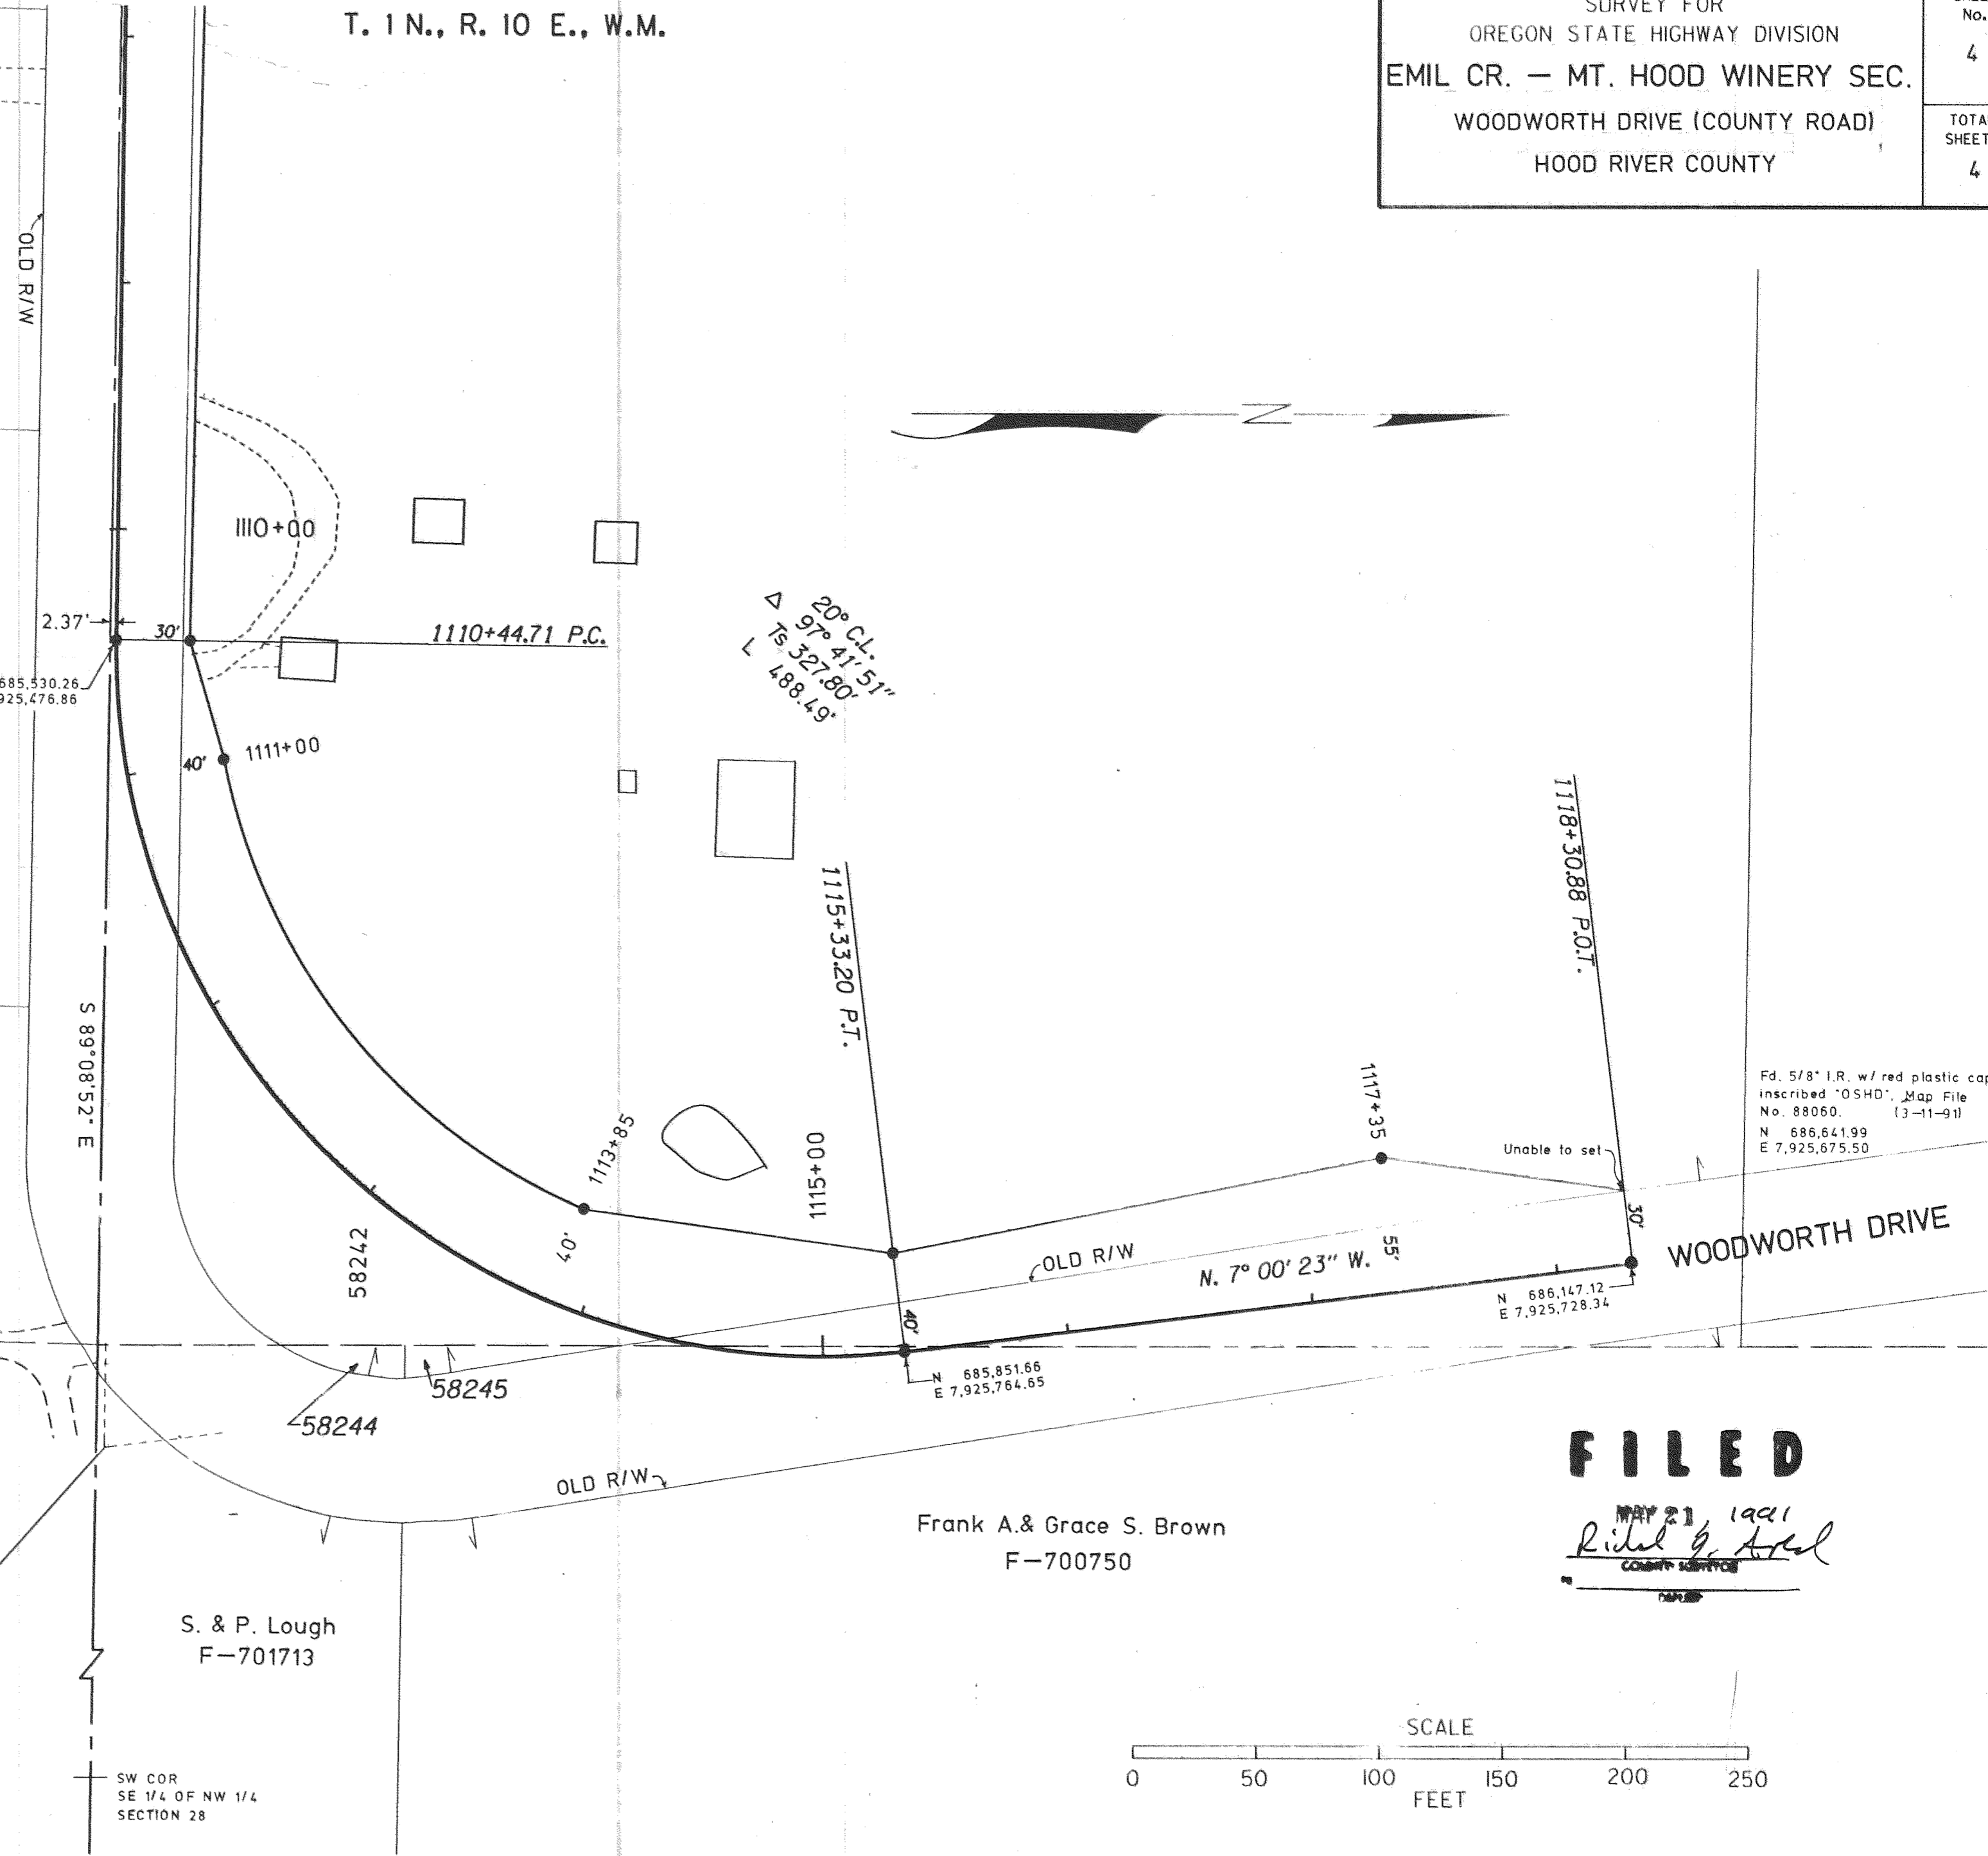 T. 1 N., R. 10 E., W.M.
SURVEY FOR
OREGON STATE HIGHWAY DIVISION
EMIL CR. — MT. HOOD WINERY SEC.
WOODWORTH DRIVE (COUNTY ROAD)
HOOD RIVER COUNTY
No.
4
4
OLD R/W
N
1110+00
2.37'
30'
1110+44.71 P.C.
685,530.26
925,476.86
20° C.L.
Δ 97° 41' 51"
Ts 327.80'
L 488.49'
40'
1111+00
1115+33.20 P.T.
1118+30.88 P.O.T.
S 89°08'52" E
1113+85
40'
1115+00
1117+35
55'
Unable to set
30'
Fd. 5/8" I.R. w/ red plastic cap
inscribed "OSHD", Map File
No. 88060. (3-11-91)
N 686,641.99
E 7,925,675.50
WOODWORTH DRIVE
OLD R/W
N. 7° 00' 23" W.
N 686,147.12
E 7,925,728.34
58242
40'
N 685,851.66
E 7,925,764.65
58245
58244
OLD R/W
Frank A.& Grace S. Brown
F-700750
FILED
MAY 21, 1991
S. & P. Lough
F-701713
SW COR
SE 1/4 OF NW 1/4
SECTION 28
SCALE
0 50 100 150 200 250
FEET